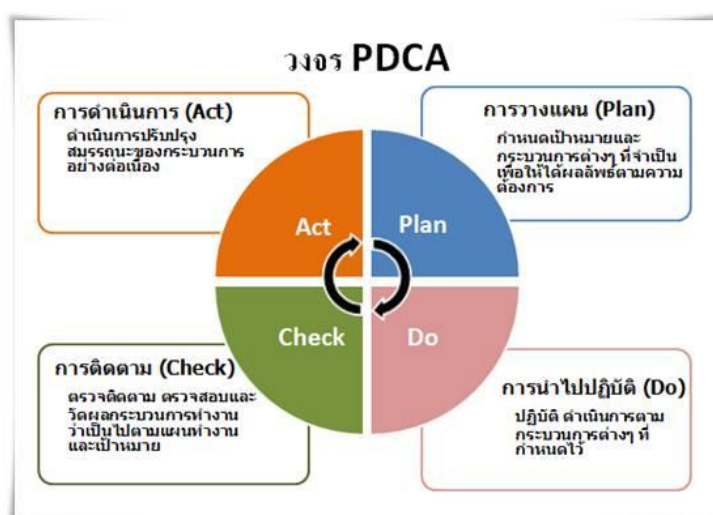 วงจร PDCA
การดำเนินการ (Act)
ดำเนินการปรับปรุง
สมรรถนะของกระบวนการ
อย่างต่อเนื่อง
การวางแผน (Plan)
กำหนดเป้าหมายและ
กระบวนการต่างๆ ที่จำเป็น
เพื่อให้ได้ผลลัพธ์ตามความ
ต้องการ
Act
Plan
Check
Do
การติดตาม (Check)
ตรวจติดตาม ตรวจสอบและ
วัดผลกระบวนการทำงาน
ว่าเป็นไปตามแผนทำงาน
และเป้าหมาย
การนำไปปฏิบัติ (Do)
ปฏิบัติ ดำเนินการตาม
กระบวนการต่างๆ ที่
กำหนดไว้